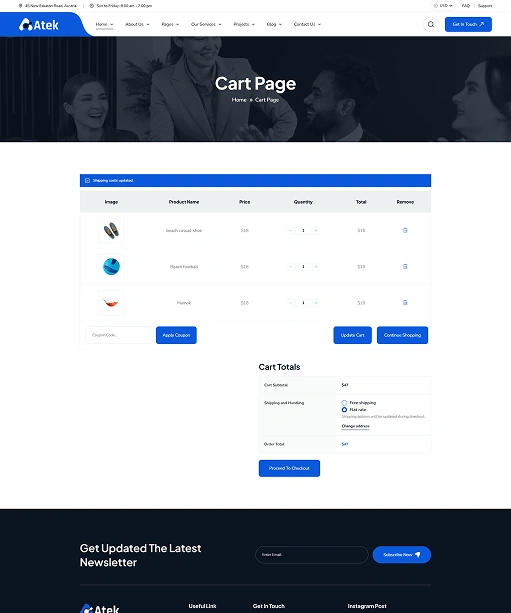 45 New Eskaton Road, Austria
Sun to Friday: 8.00 am - 7.00 pm
USD
FAQ
Support
Atek
Home
About Us
Pages
Our Services
Projects
Blog
Contact Us
Get In Touch
Cart Page
Home » Cart Page
Shipping costs updated.
Image Product Name Price Quantity Total Remove
beach casual shoe $18 - 1 + $18
Beach football $18 - 1 + $18
Hamok $18 - 1 + $18
Coupon Code...
Apply Coupon
Update Cart
Continue Shopping
Cart Totals
Cart Subtotal $47
Shipping and Handling
Free shipping
Flat rate
Shipping options will be updated during checkout.
Change address
Order Total $47
Proceed To Checkout
Get Updated The Latest
Newsletter
Enter Email
Subscribe Now
Atek
Useful Link
Get In Touch
Instagram Post